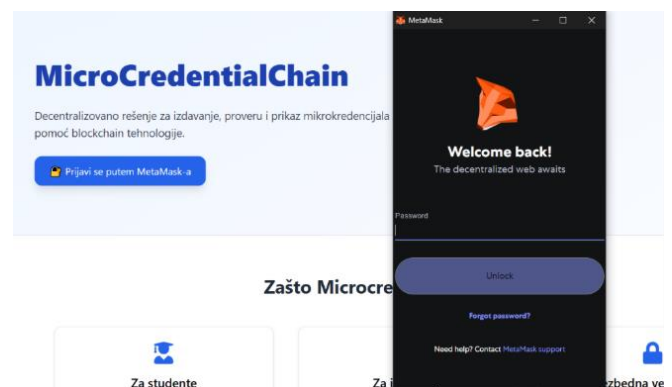 MicroCredentialChain
Decentralizovano rešenje za izdavanje, proveru i prikaz mikrokredencijala
pomoć blockchain tehnologije.
Prijavi se putem MetaMask-a
Zašto Microcre
Za studente
Za i
zbedna ve
MetaMask
Welcome back!
The decentralized web awaits
Password
Unlock
Forgot password?
Need help? Contact MetaMask support